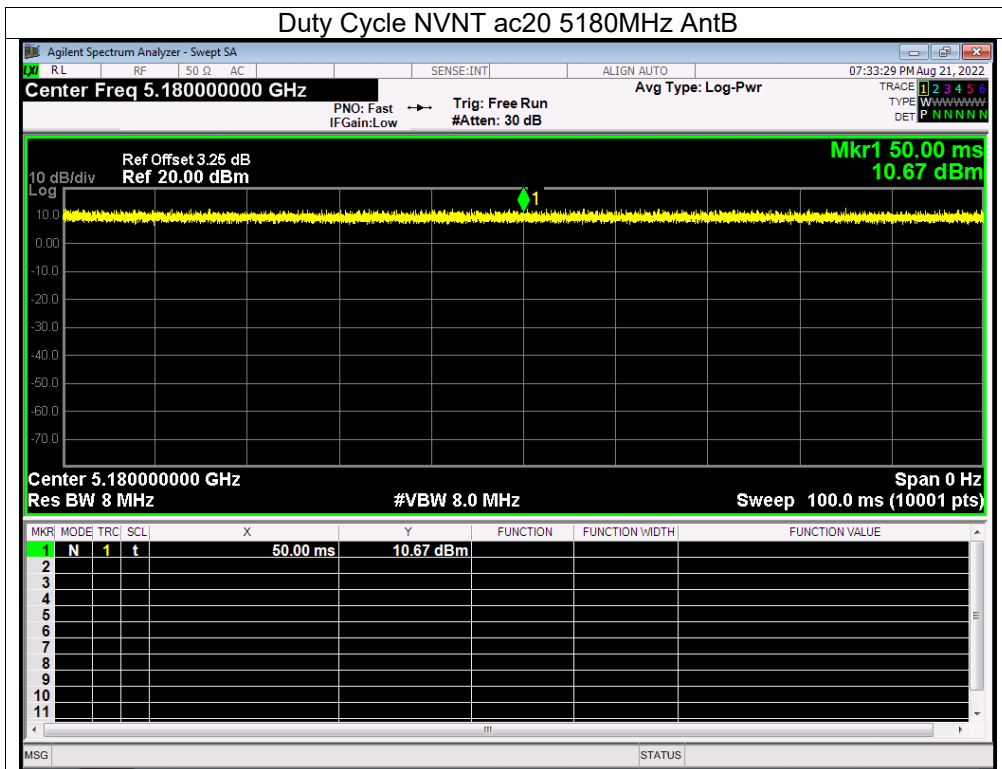 Duty Cycle NVNT ac20 5180MHz AntB
Agilent Spectrum Analyzer - Swept SA
LXI RL RF 50 Ω AC SENSE:INT ALIGN AUTO 07:33:29 PM Aug 21, 2022
Center Freq 5.180000000 GHz Avg Type: Log-Pwr TRACE 1 2 3 4 5 6
PNO: Fast Trig: Free Run TYPE WWWWWW
IFGain:Low #Atten: 30 dB DET P N N N N N
Mkr1 50.00 ms
Ref Offset 3.25 dB
10 dB/div Ref 20.00 dBm 10.67 dBm
Log
1
10.0
0.00
-10.0
-20.0
-30.0
-40.0
-50.0
-60.0
-70.0
Center 5.180000000 GHz Span 0 Hz
Res BW 8 MHz #VBW 8.0 MHz Sweep 100.0 ms (10001 pts)
MKR MODE TRC SCL X Y FUNCTION FUNCTION WIDTH FUNCTION VALUE
1 N 1 t 50.00 ms 10.67 dBm
2
3
4
5
6
7
8
9
10
11
MSG STATUS